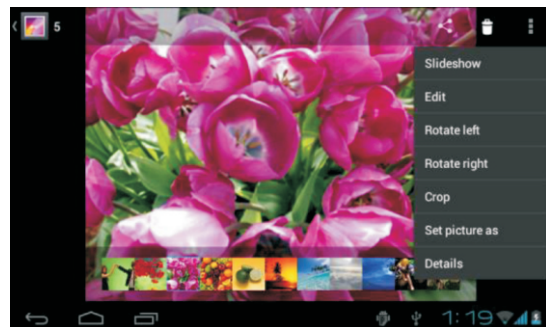 5
Slideshow
Edit
Rotate left
Rotate right
Crop
Set picture as
Details
1:19